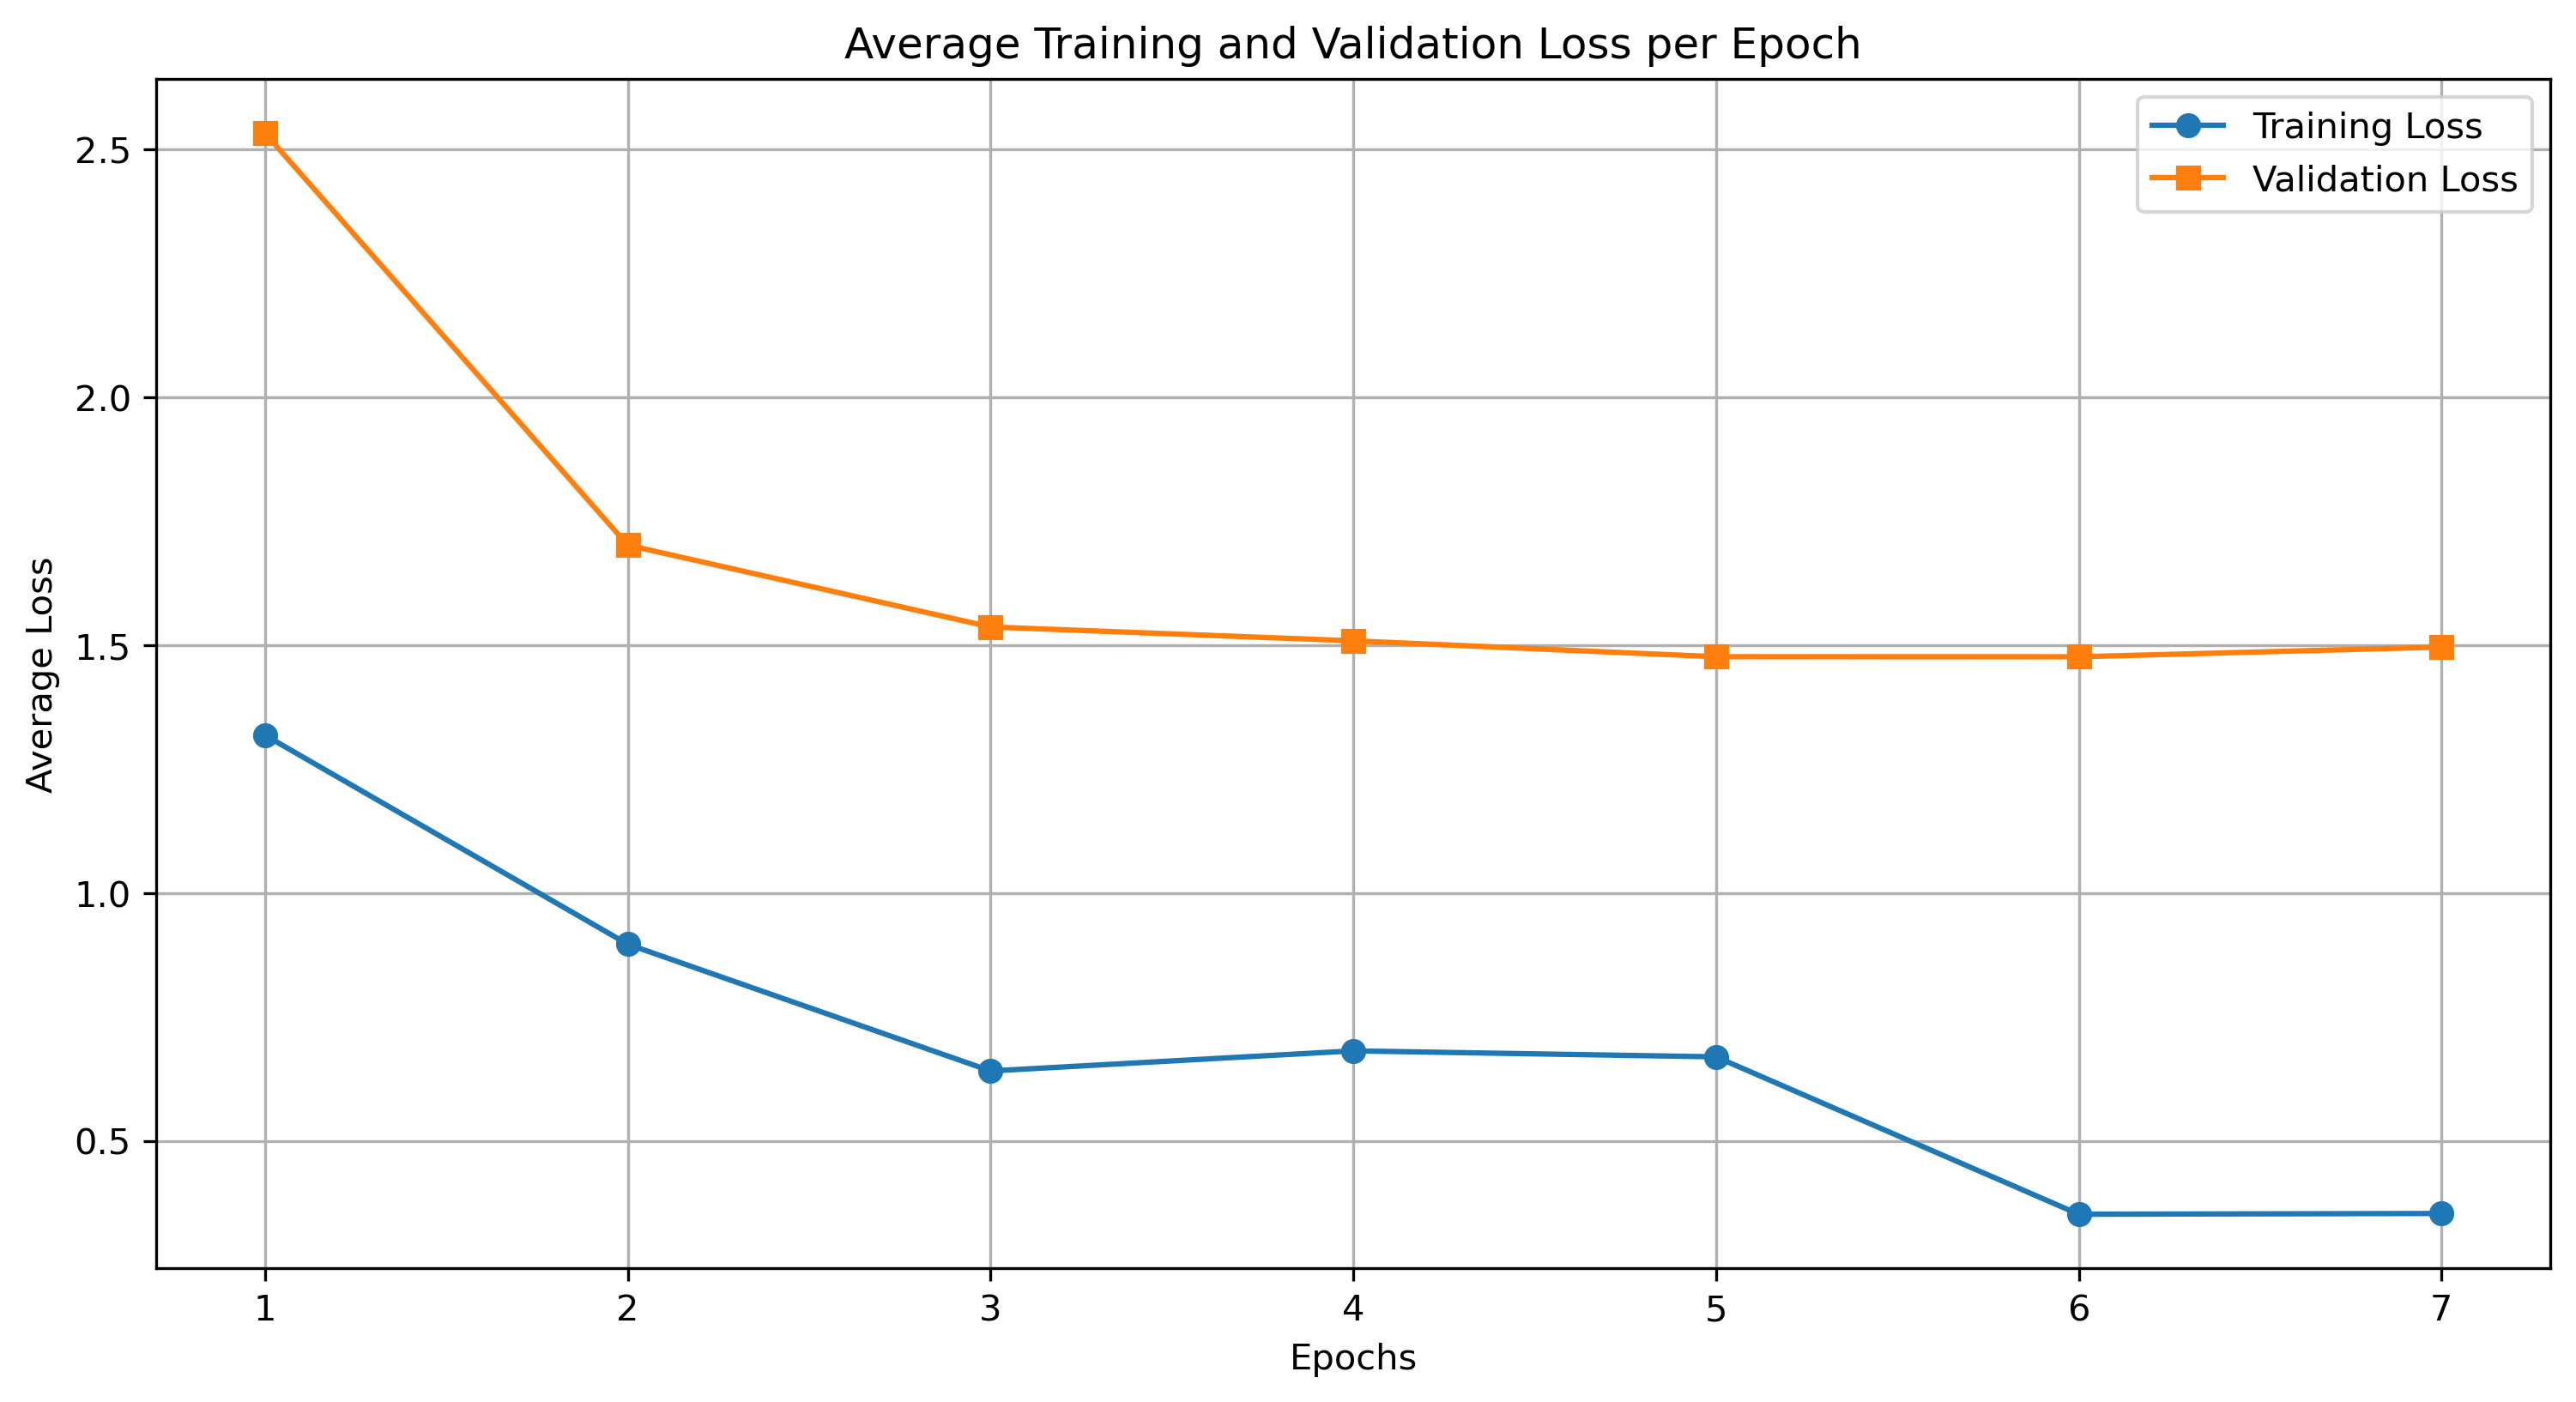 Average Training and Validation Loss per Epoch
Training Loss
Validation Loss
Average Loss
2.5
2.0
1.5
1.0
0.5
1 2 3 4 5 6 7
Epochs